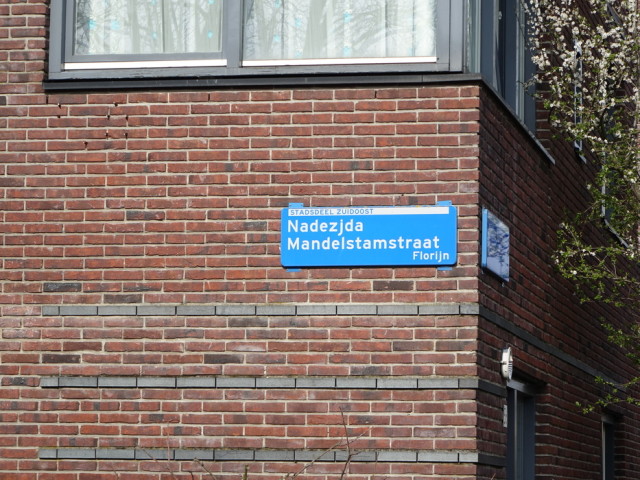 STADSDEEL ZUIDOOST
Nadezjda
Mandelstamstraat
Florijn